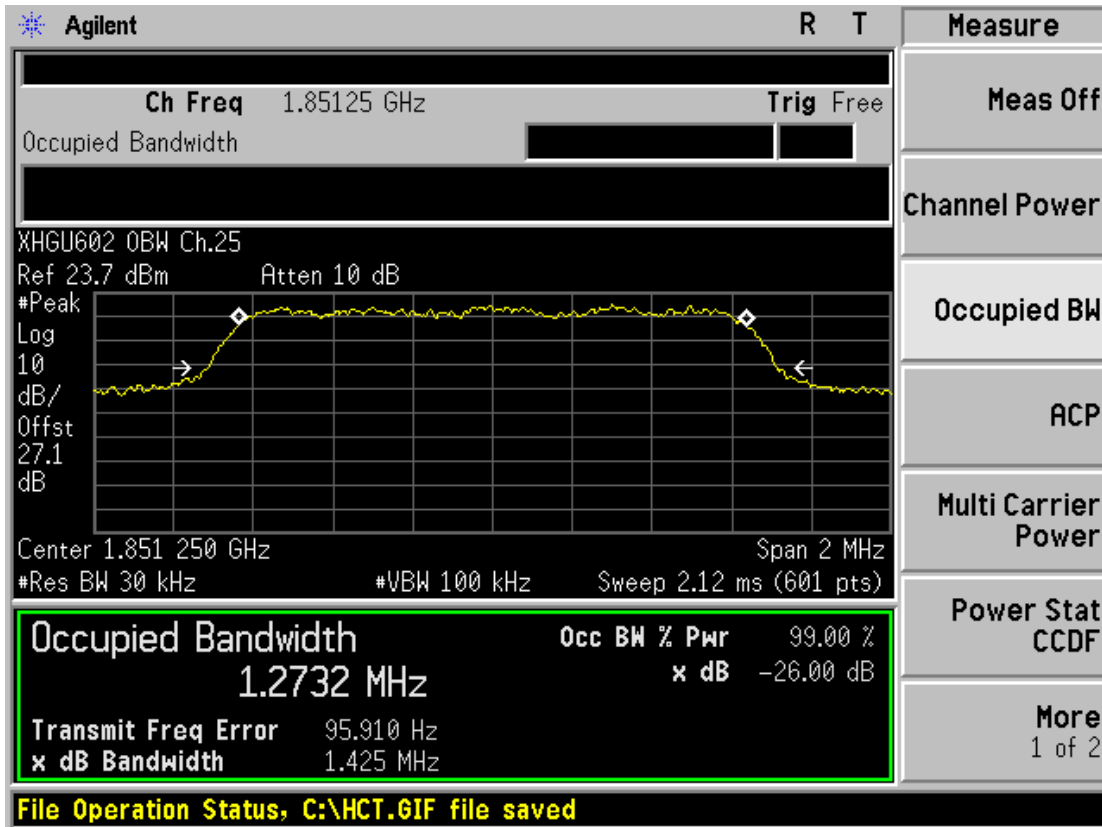 Agilent R T Measure
Ch Freq 1.85125 GHz Trig Free
Occupied Bandwidth
XHGU602 OBW Ch.25
Ref 23.7 dBm Atten 10 dB
#Peak
Log
10
dB/
Offst
27.1
dB
Center 1.851 250 GHz Span 2 MHz
#Res BW 30 kHz #VBW 100 kHz Sweep 2.12 ms (601 pts)
Occupied Bandwidth Occ BW % Pwr 99.00 %
1.2732 MHz x dB -26.00 dB
Transmit Freq Error 95.910 Hz
x dB Bandwidth 1.425 MHz
File Operation Status, C:\HCT.GIF file saved
Meas Off
Channel Power
Occupied BW
ACP
Multi Carrier
Power
Power Stat
CCDF
More
1 of 2